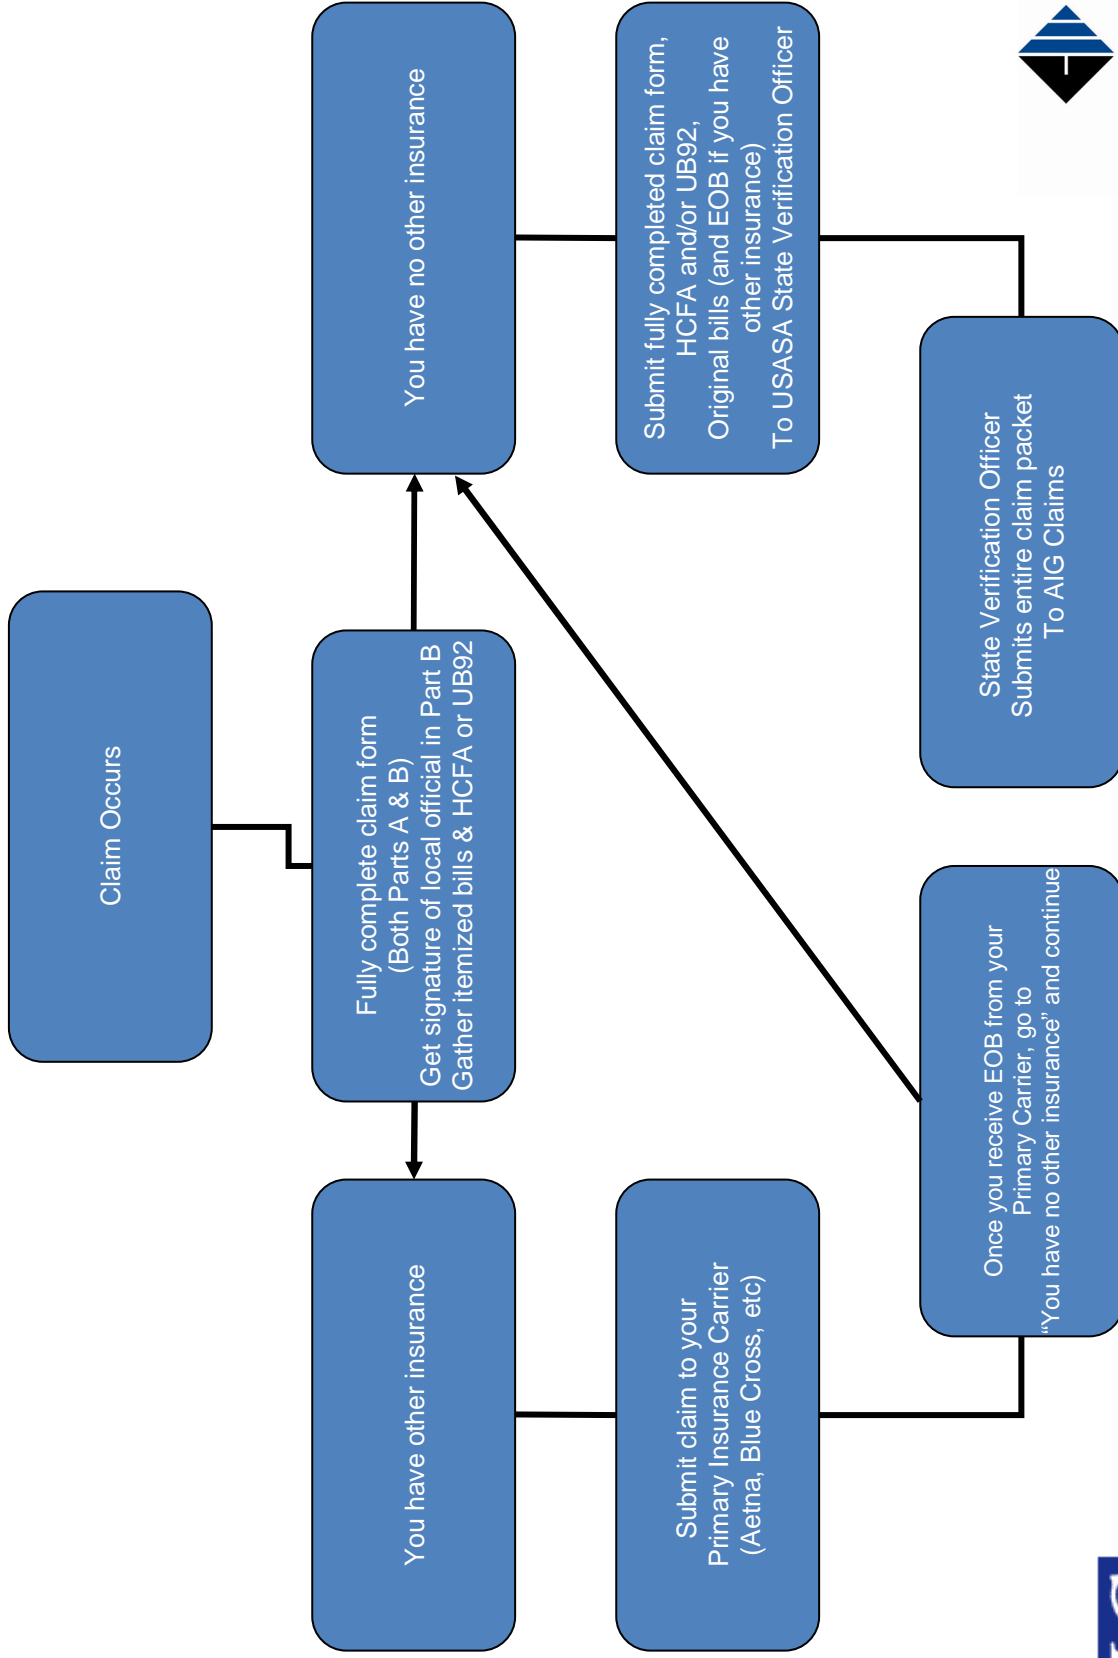 Claim Occurs
Fully complete claim form
(Both Parts A & B)
Get signature of local official in Part B
Gather itemized bills & HCFA or UB92
You have other insurance
You have no other insurance
Submit claim to your
Primary Insurance Carrier
(Aetna, Blue Cross, etc)
Submit fully completed claim form,
HCFA and/or UB92,
Original bills (and EOB if you have
other insurance)
To USASA State Verification Officer
Once you receive EOB from your
Primary Carrier, go to
“You have no other insurance” and continue
State Verification Officer
Submits entire claim packet
To AIG Claims